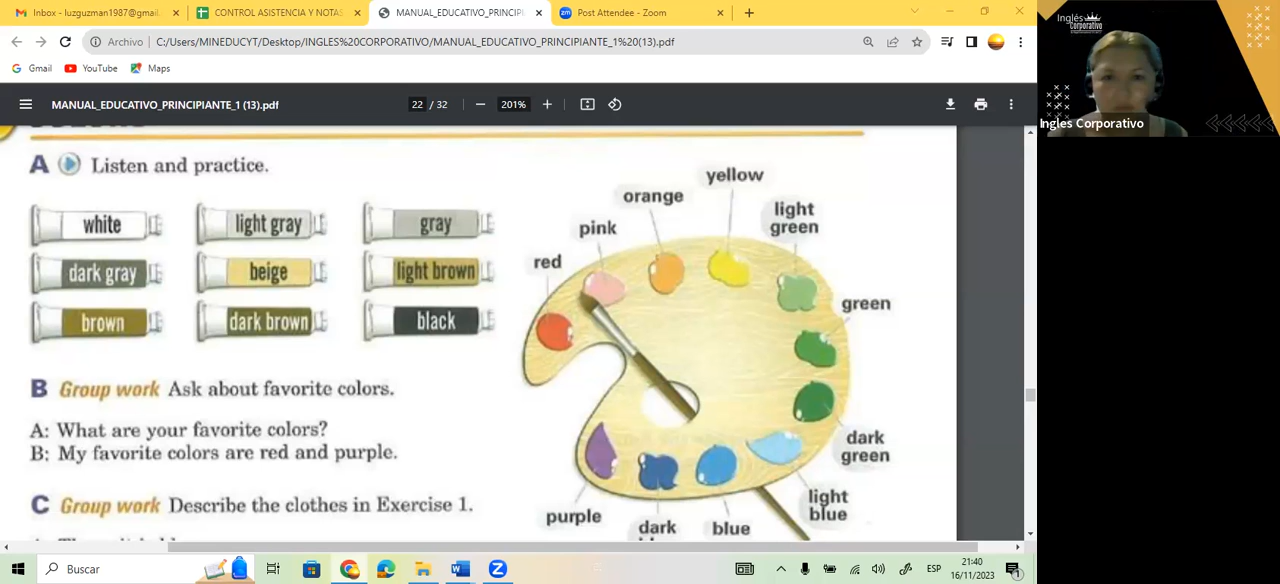 Inbox - luzguzman1987@gmail. CONTROL ASISTENCIA Y NOTAS MANUAL_EDUCATIVO_PRINCIPI Post Attendee - Zoom
Archivo C:/Users/MINEDUCYT/Desktop/INGLES%20CORPORATIVO/MANUAL_EDUCATIVO_PRINCIPIANTE_1%20(13).pdf
Gmail YouTube Maps
MANUAL_EDUCATIVO_PRINCIPIANTE_1 (13).pdf 22 / 32 201%
A Listen and practice.
white light gray gray
dark gray beige light brown
brown dark brown black
B Group work Ask about favorite colors.
A: What are your favorite colors?
B: My favorite colors are red and purple.
C Group work Describe the clothes in Exercise 1.
red
pink
orange
yellow
light
green
green
dark
green
light
blue
blue
dark
purple
Inglés
Corporativo
Ingles Corporativo
Buscar
ESP
21:40
16/11/2023